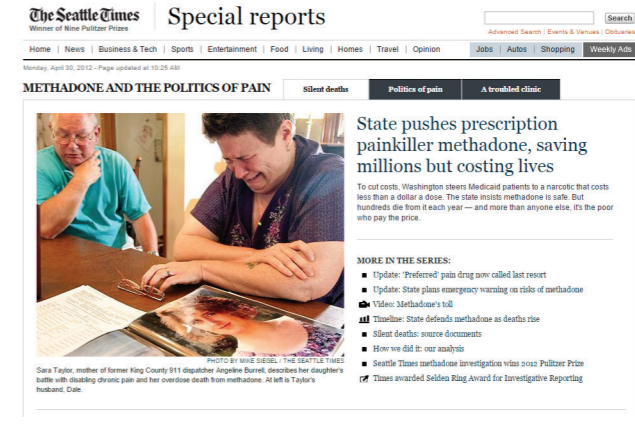 The Seattle Times
Winner of Nine Pulitzer Prizes
Special reports
Search
Advanced Search | Events & Venues | Obituaries
Home | News | Business & Tech | Sports | Entertainment | Food | Living | Homes | Travel | Opinion
Jobs | Autos | Shopping
Weekly Ads
Monday, April 30, 2012 - Page updated at 10:25 AM
METHADONE AND THE POLITICS OF PAIN
Silent deaths
Politics of pain
A troubled clinic
State pushes prescription
painkiller methadone, saving
millions but costing lives
To cut costs, Washington steers Medicaid patients to a narcotic that costs
less than a dollar a dose. The state insists methadone is safe. But
hundreds die from it each year — and more than anyone else, it's the poor
who pay the price.
MORE IN THE SERIES:
Update: 'Preferred' pain drug now called last resort
Update: State plans emergency warning on risks of methadone
Video: Methadone's toll
Timeline: State defends methadone as deaths rise
Silent deaths: source documents
How we did it: our analysis
Seattle Times methadone investigation wins 2012 Pulitzer Prize
Times awarded Selden Ring Award for Investigative Reporting
PHOTO BY MIKE SIEGEL / THE SEATTLE TIMES
Sara Taylor, mother of former King County 911 dispatcher Angeline Burrell, describes her daughter's
battle with disabling chronic pain and her overdose death from methadone. At left is Taylor's
husband, Dale.